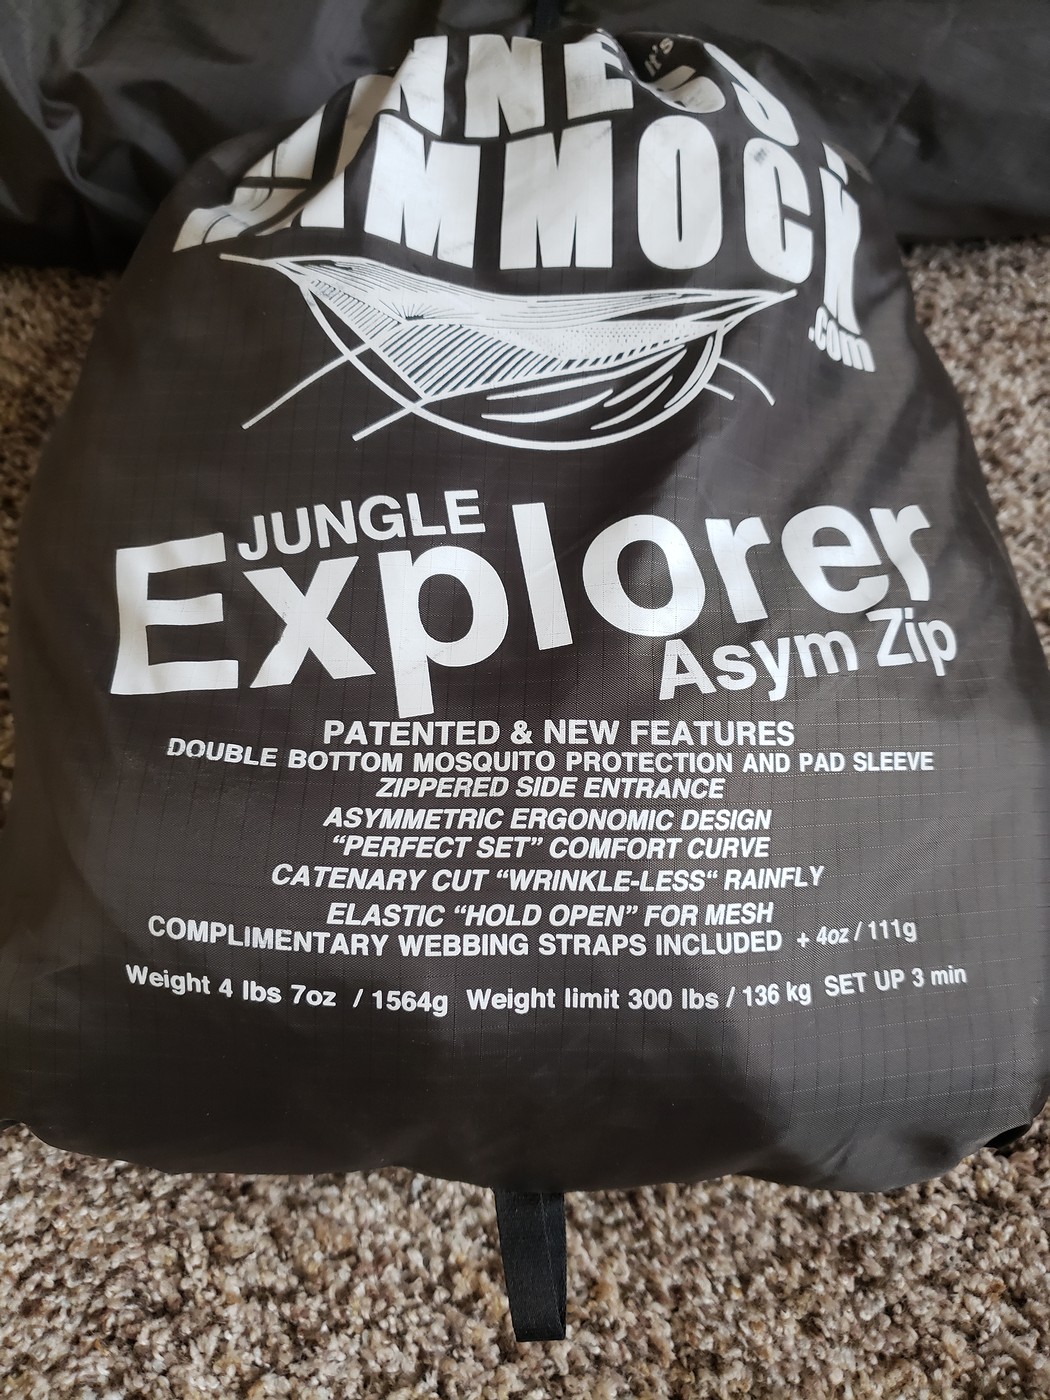 It's
HAMMOCK
.com
JUNGLE
Explorer
Asym Zip
PATENTED & NEW FEATURES
DOUBLE BOTTOM MOSQUITO PROTECTION AND PAD SLEEVE
ZIPPERED SIDE ENTRANCE
ASYMMETRIC ERGONOMIC DESIGN
“PERFECT SET” COMFORT CURVE
CATENARY CUT “WRINKLE-LESS“ RAINFLY
ELASTIC “HOLD OPEN” FOR MESH
COMPLIMENTARY WEBBING STRAPS INCLUDED + 4oz / 111g
Weight 4 lbs 7oz / 1564g Weight limit 300 lbs / 136 kg SET UP 3 min